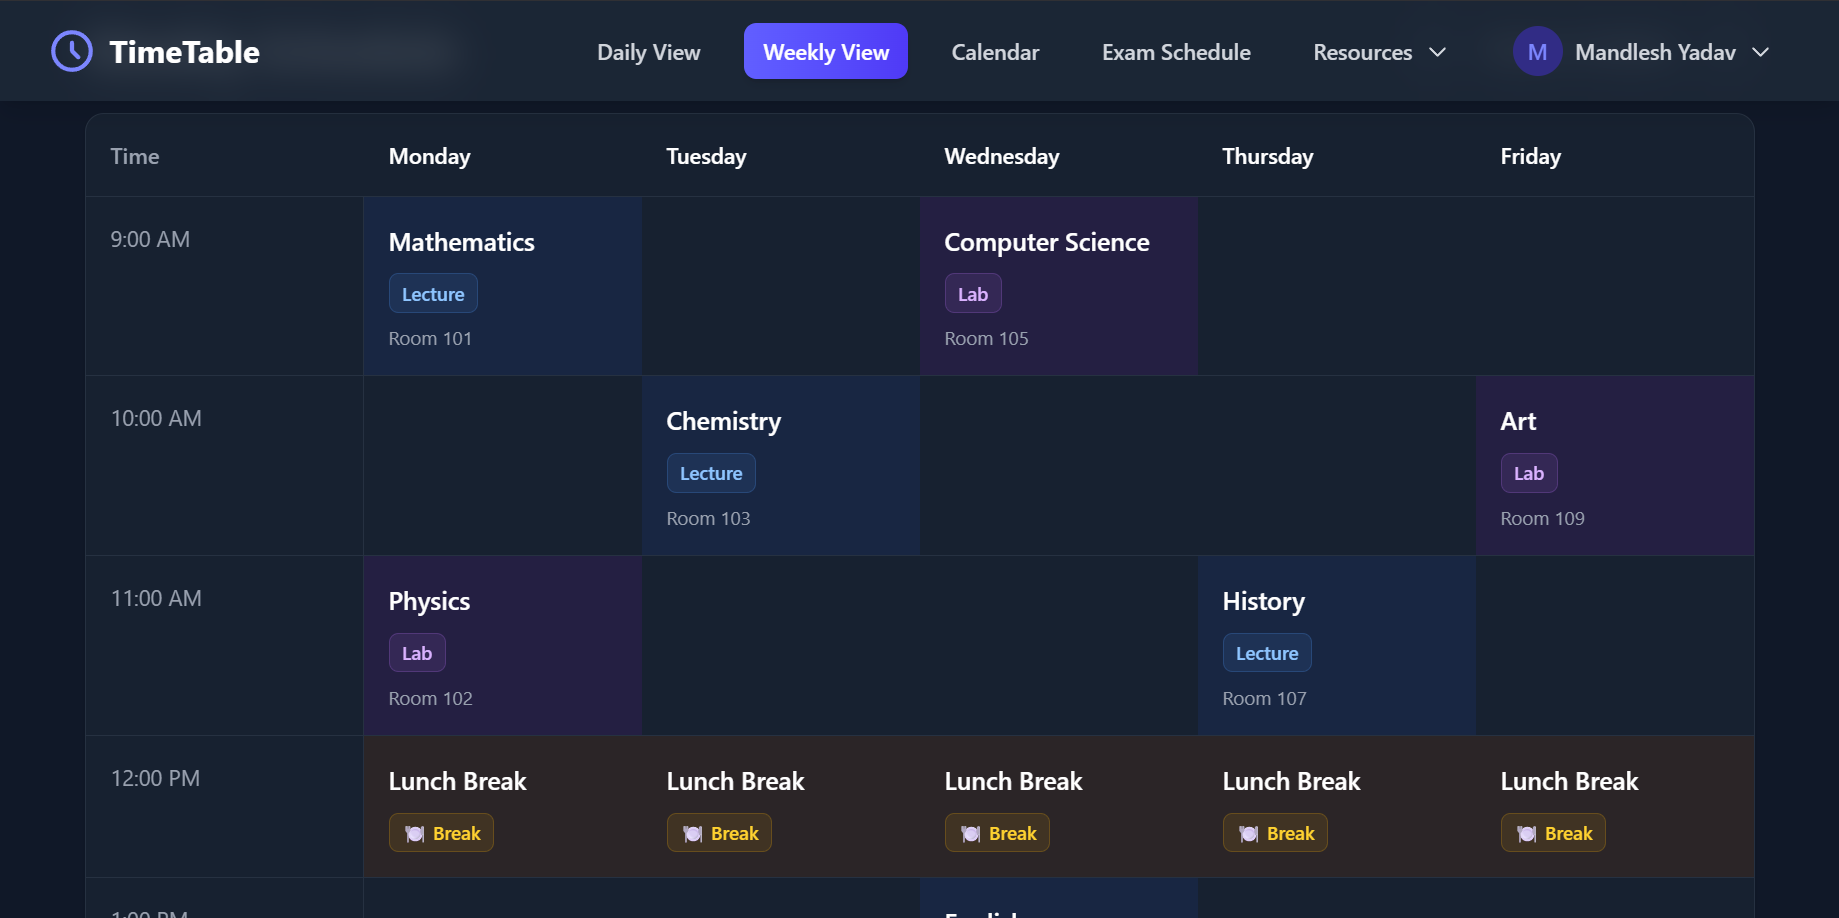 TimeTable
Daily View
Weekly View
Calendar
Exam Schedule
Resources
M
Mandlesh Yadav
Time Monday Tuesday Wednesday Thursday Friday
9:00 AM
Mathematics
Lecture
Room 101
Computer Science
Lab
Room 105
10:00 AM
Chemistry
Lecture
Room 103
Art
Lab
Room 109
11:00 AM
Physics
Lab
Room 102
History
Lecture
Room 107
12:00 PM
Lunch Break
Break
Lunch Break
Break
Lunch Break
Break
Lunch Break
Break
Lunch Break
Break
1:00 PM